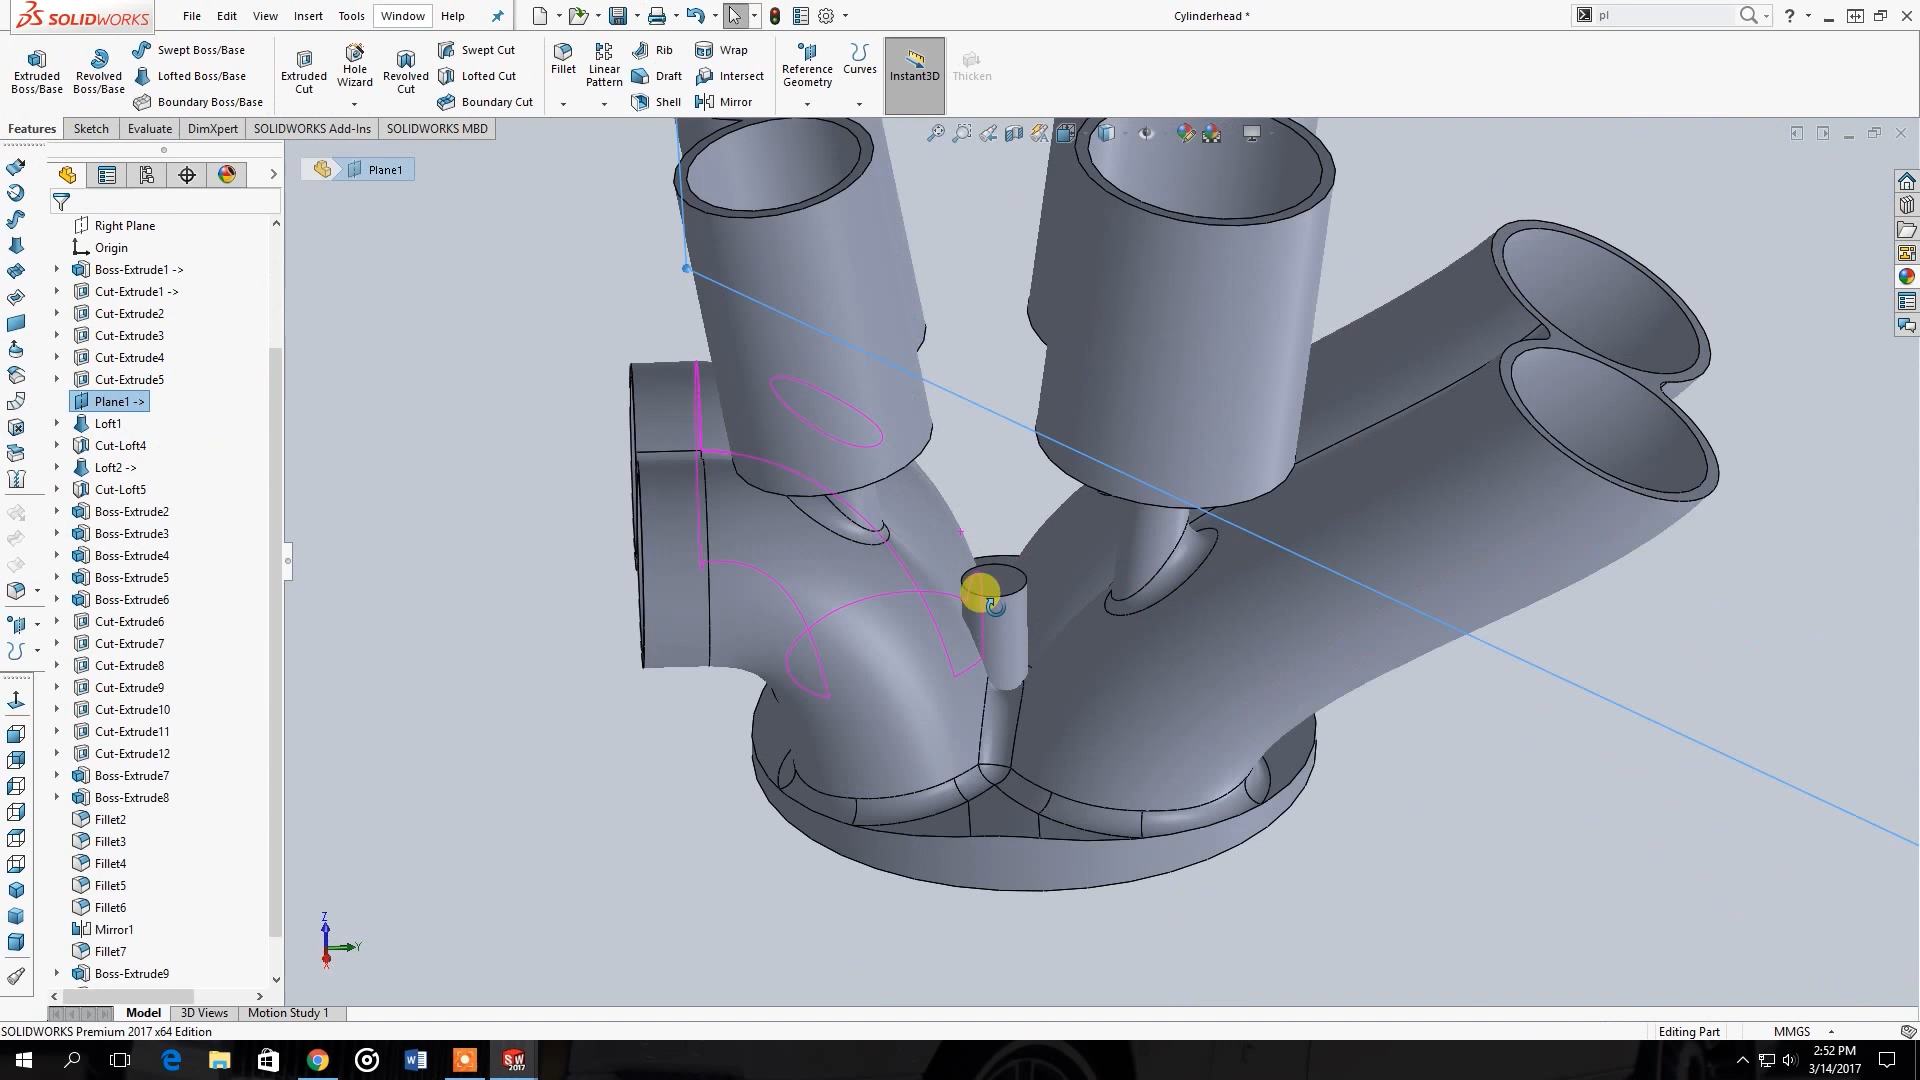 SOLIDWORKS File Edit View Insert Tools Window Help Cylinderhead * pl ?
Extruded Boss/Base
Revolved Boss/Base
Swept Boss/Base
Lofted Boss/Base
Boundary Boss/Base
Extruded Cut
Hole Wizard
Revolved Cut
Swept Cut
Lofted Cut
Boundary Cut
Fillet
Linear Pattern
Rib
Draft
Shell
Wrap
Intersect
Mirror
Reference Geometry
Curves
Instant3D
Thicken
Features Sketch Evaluate DimXpert SOLIDWORKS Add-Ins SOLIDWORKS MBD
Plane1
Right Plane
Origin
Boss-Extrude1 ->
Cut-Extrude1 ->
Cut-Extrude2
Cut-Extrude3
Cut-Extrude4
Cut-Extrude5
Plane1 ->
Loft1
Cut-Loft4
Loft2 ->
Cut-Loft5
Boss-Extrude2
Boss-Extrude3
Boss-Extrude4
Boss-Extrude5
Boss-Extrude6
Cut-Extrude6
Cut-Extrude7
Cut-Extrude8
Cut-Extrude9
Cut-Extrude10
Cut-Extrude11
Cut-Extrude12
Boss-Extrude7
Boss-Extrude8
Fillet2
Fillet3
Fillet4
Fillet5
Fillet6
Mirror1
Fillet7
Boss-Extrude9
Z
Y
X
Model 3D Views Motion Study 1
SOLIDWORKS Premium 2017 x64 Edition Editing Part MMGS
SW 2017
2:52 PM
3/14/2017